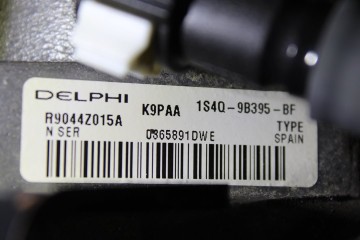 DELPHI K9PAA 1S4Q-9B395-BF
R9044Z015A TYPE
N SER 0365891DWE SPAIN